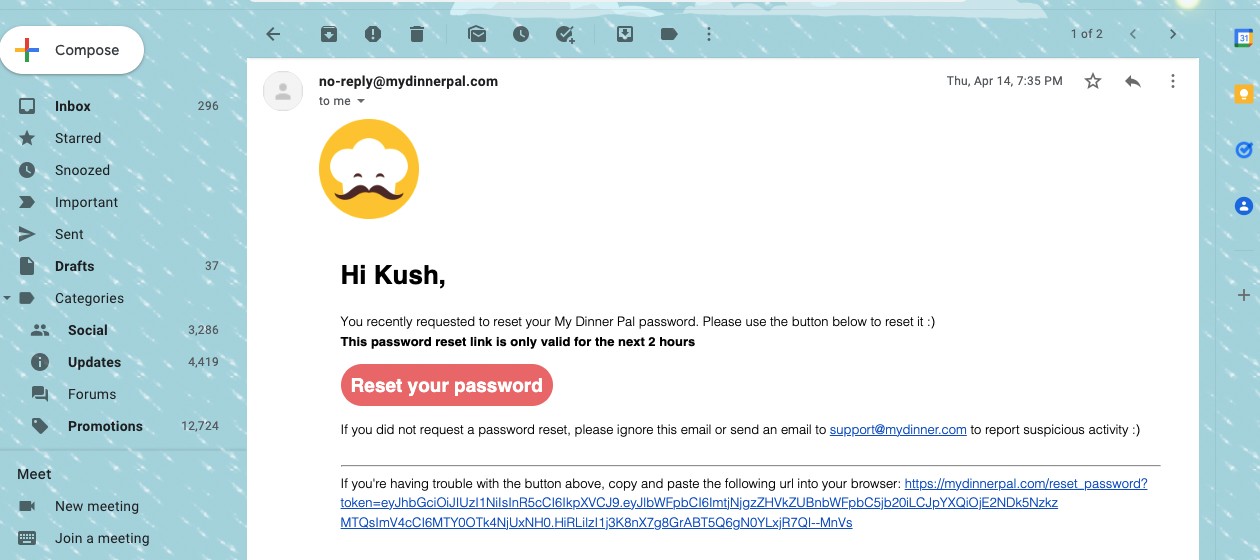 Compose
Inbox 296
Starred
Snoozed
Important
Sent
Drafts 37
Categories
Social 3,286
Updates 4,419
Forums
Promotions 12,724
Meet
New meeting
Join a meeting
1 of 2
no-reply@mydinnerpal.com
Thu, Apr 14, 7:35 PM
to me
Hi Kush,
You recently requested to reset your My Dinner Pal password. Please use the button below to reset it :)
This password reset link is only valid for the next 2 hours
Reset your password
If you did not request a password reset, please ignore this email or send an email to support@mydinner.com to report suspicious activity :)
If you're having trouble with the button above, copy and paste the following url into your browser: https://mydinnerpal.com/reset_password?
31